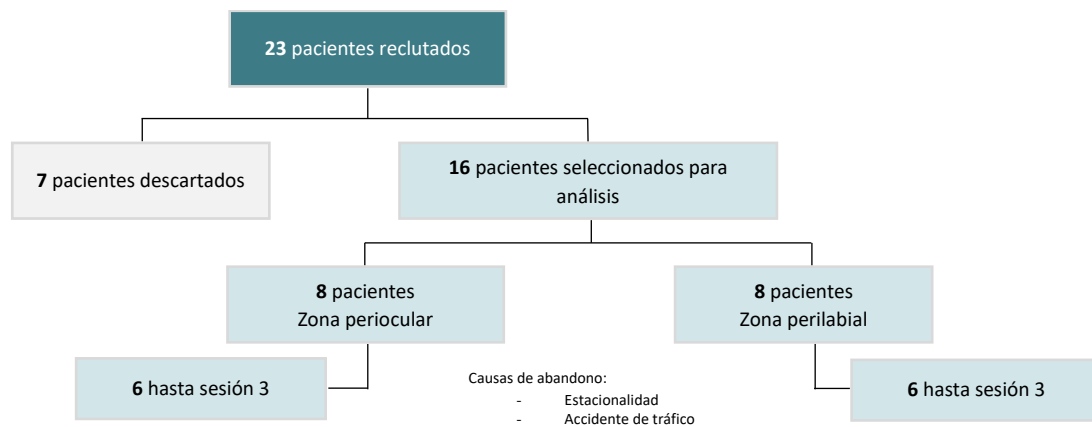 23 pacientes reclutados
7 pacientes descartados
16 pacientes seleccionados para
análisis
8 pacientes
Zona periocular
8 pacientes
Zona perilabial
6 hasta sesión 3
Causas de abandono:
- Estacionalidad
- Accidente de tráfico
6 hasta sesión 3